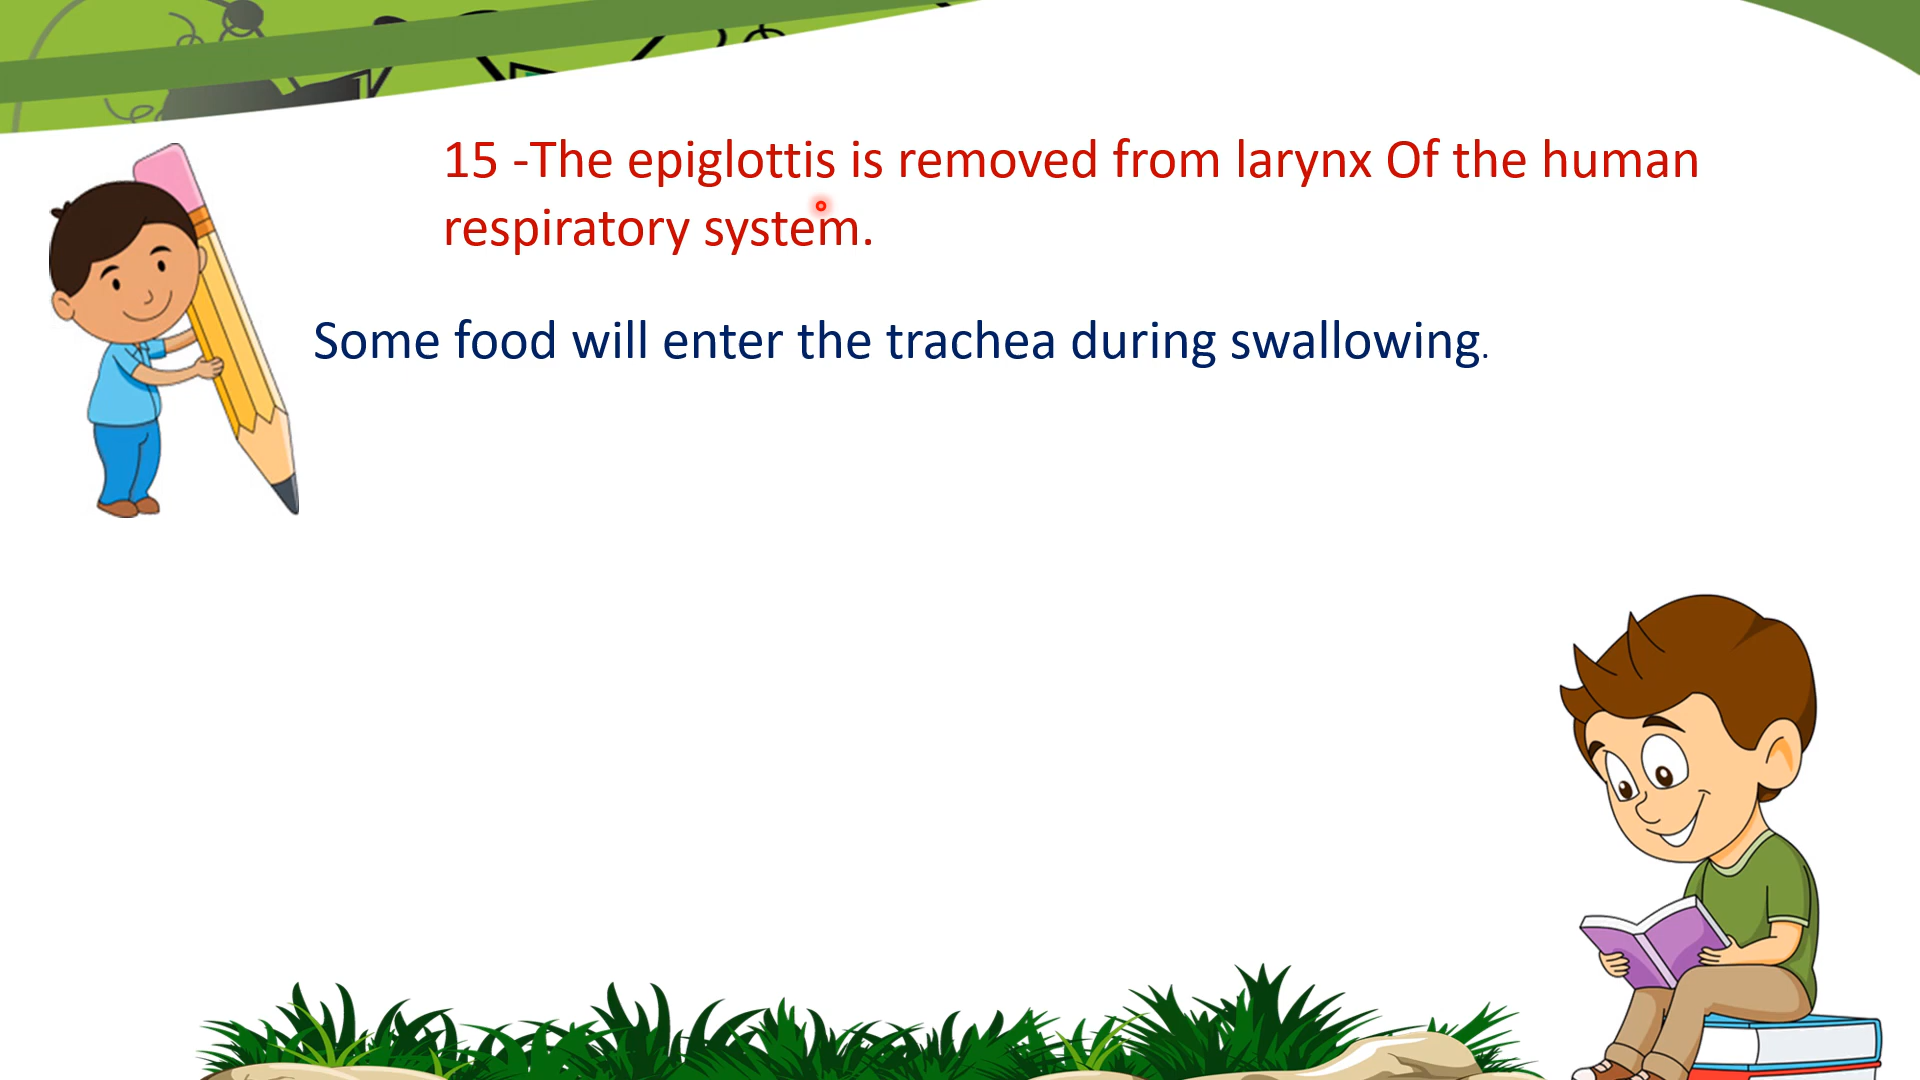 15 -The epiglottis is removed from larynx Of the human
respiratory system.
Some food will enter the trachea during swallowing.